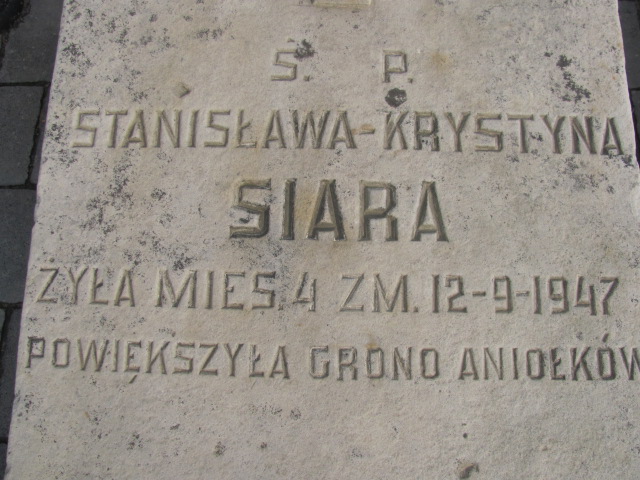 Ś. P.
STANISŁAWA-KRYSTYNA
SIARA
ŻYŁA MIES 4 ZM. 12-9-1947
POWIĘKSZYŁA GRONO ANIOŁKÓW